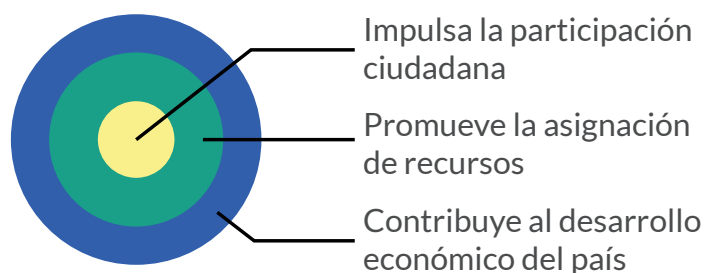 Impulsa la participación
ciudadana
Promueve la asignación
de recursos
Contribuye al desarrollo
económico del país